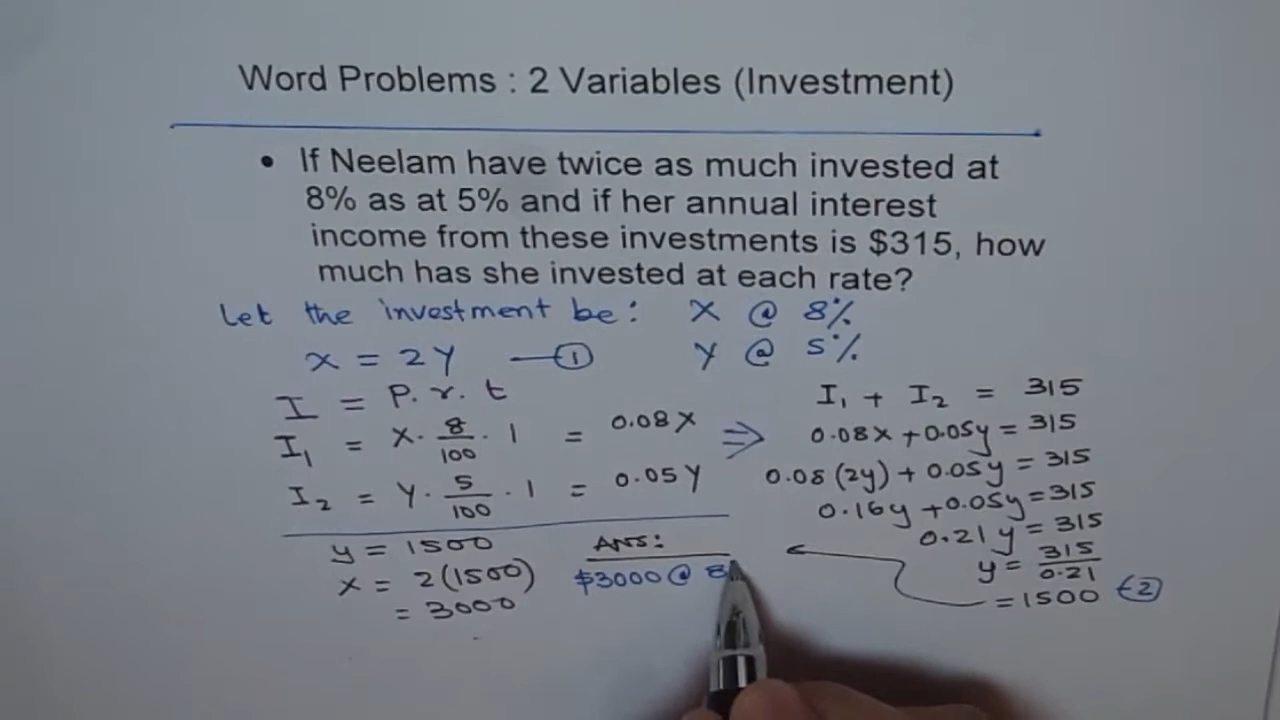 Word Problems : 2 Variables (Investment)
• If Neelam have twice as much invested at
8% as at 5% and if her annual interest
income from these investments is $315, how
much has she invested at each rate?
Let the investment be: X @ 8%
Y @ 5%
x = 2Y —①
I = P. r. t
I₁ = X · 8/100 · 1 = 0.08X
I₂ = Y · 5/100 · 1 = 0.05Y
⇒ I₁ + I₂ = 315
0.08X + 0.05y = 315
0.08 (2y) + 0.05y = 315
0.16y + 0.05y = 315
0.21 y = 315
y = 315/0.21
= 1500 —②
y = 1500
x = 2(1500)
= 3000
ANS:
$3000 @ 8